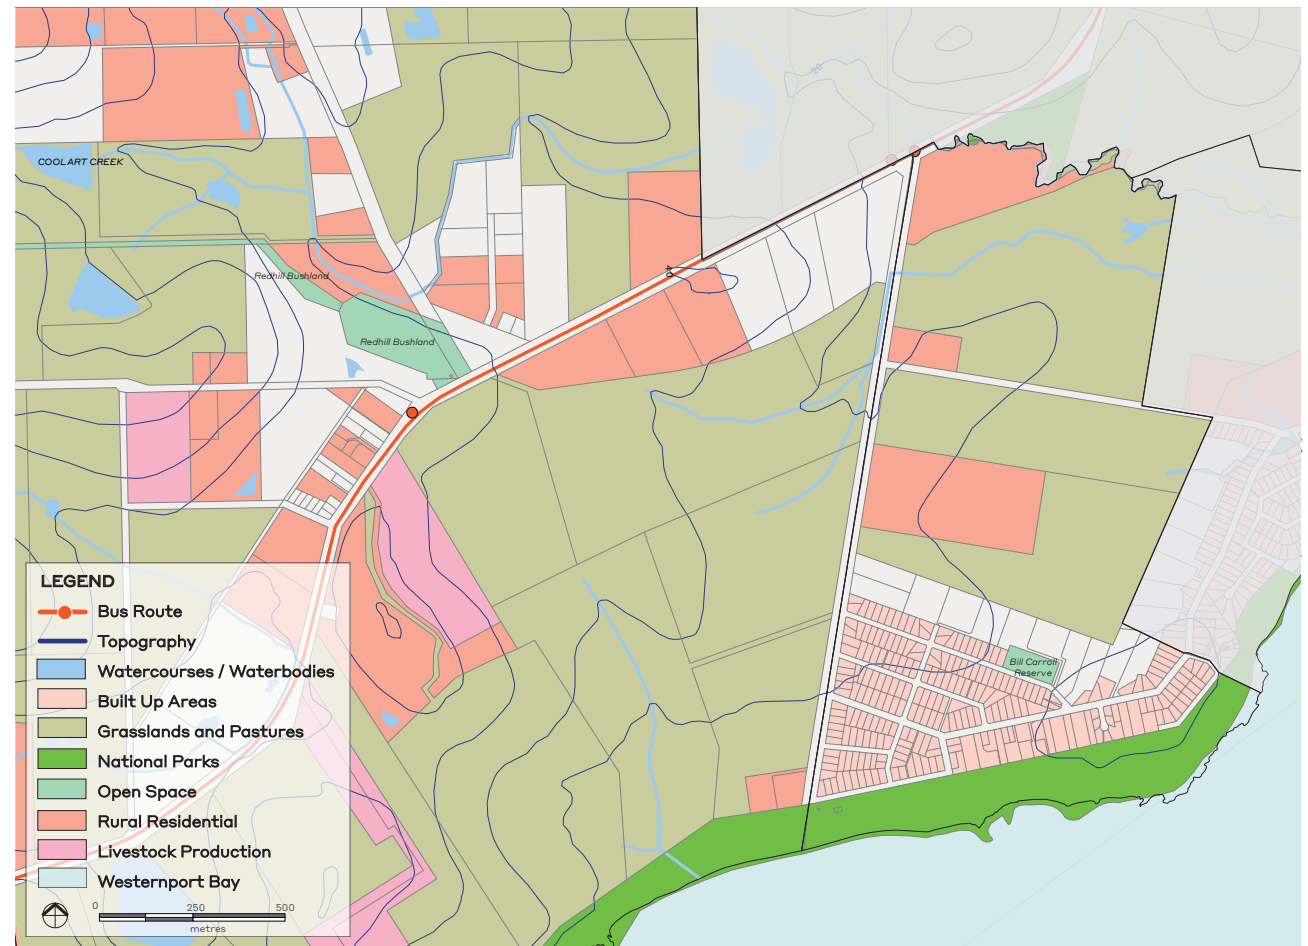 20
COOLART CREEK
Redhill Bushland
40
Redhill Bushland
Bill Carroll
Reserve
LEGEND
Bus Route
Topography
Watercourses / Waterbodies
Built Up Areas
Grasslands and Pastures
National Parks
Open Space
Rural Residential
Livestock Production
Westernport Bay
0 250 500
metres